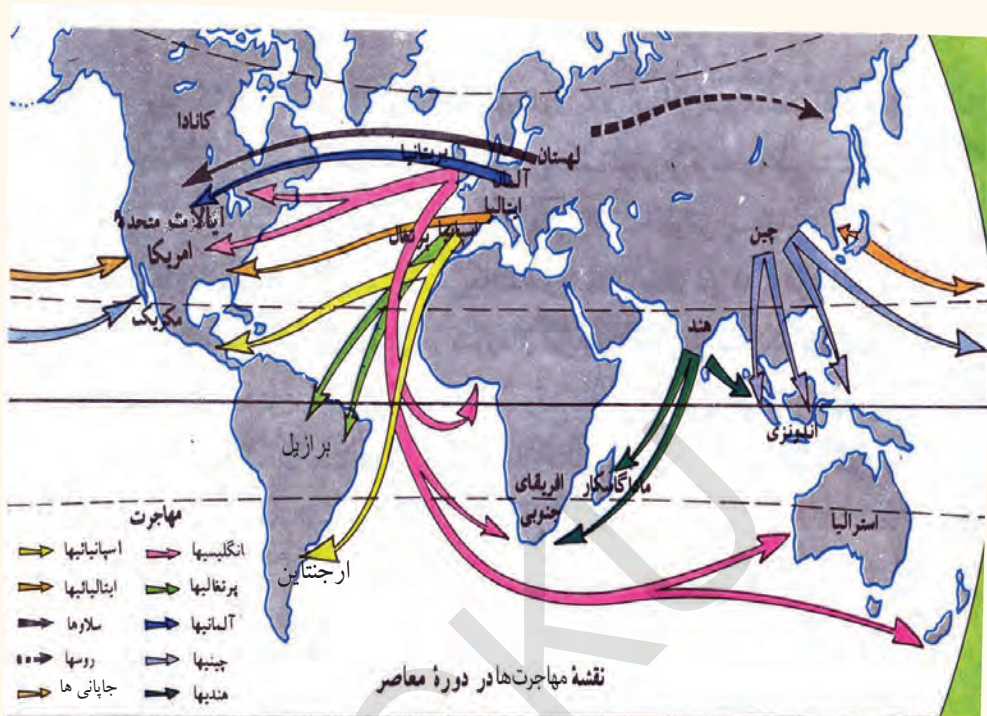 کانادا
بریتانیا
لهستان
آلمان
ایتالیا
ایالات متحده
امریکا
اسپانیا
پرتغال
چین
مکزیک
هند
برازیل
اندونزی
افریقای
جنوبی
ماداگاسکار
استرالیا
ارجنتاین
مهاجرت
انگلیسیها
اسپانیائیها
پرتغالیها
ایتالیائیها
آلمانیها
سلاوها
چینیها
روسها
هندیها
جاپانی ها
نقشهٔ مهاجرت‌ها در دورهٔ معاصر